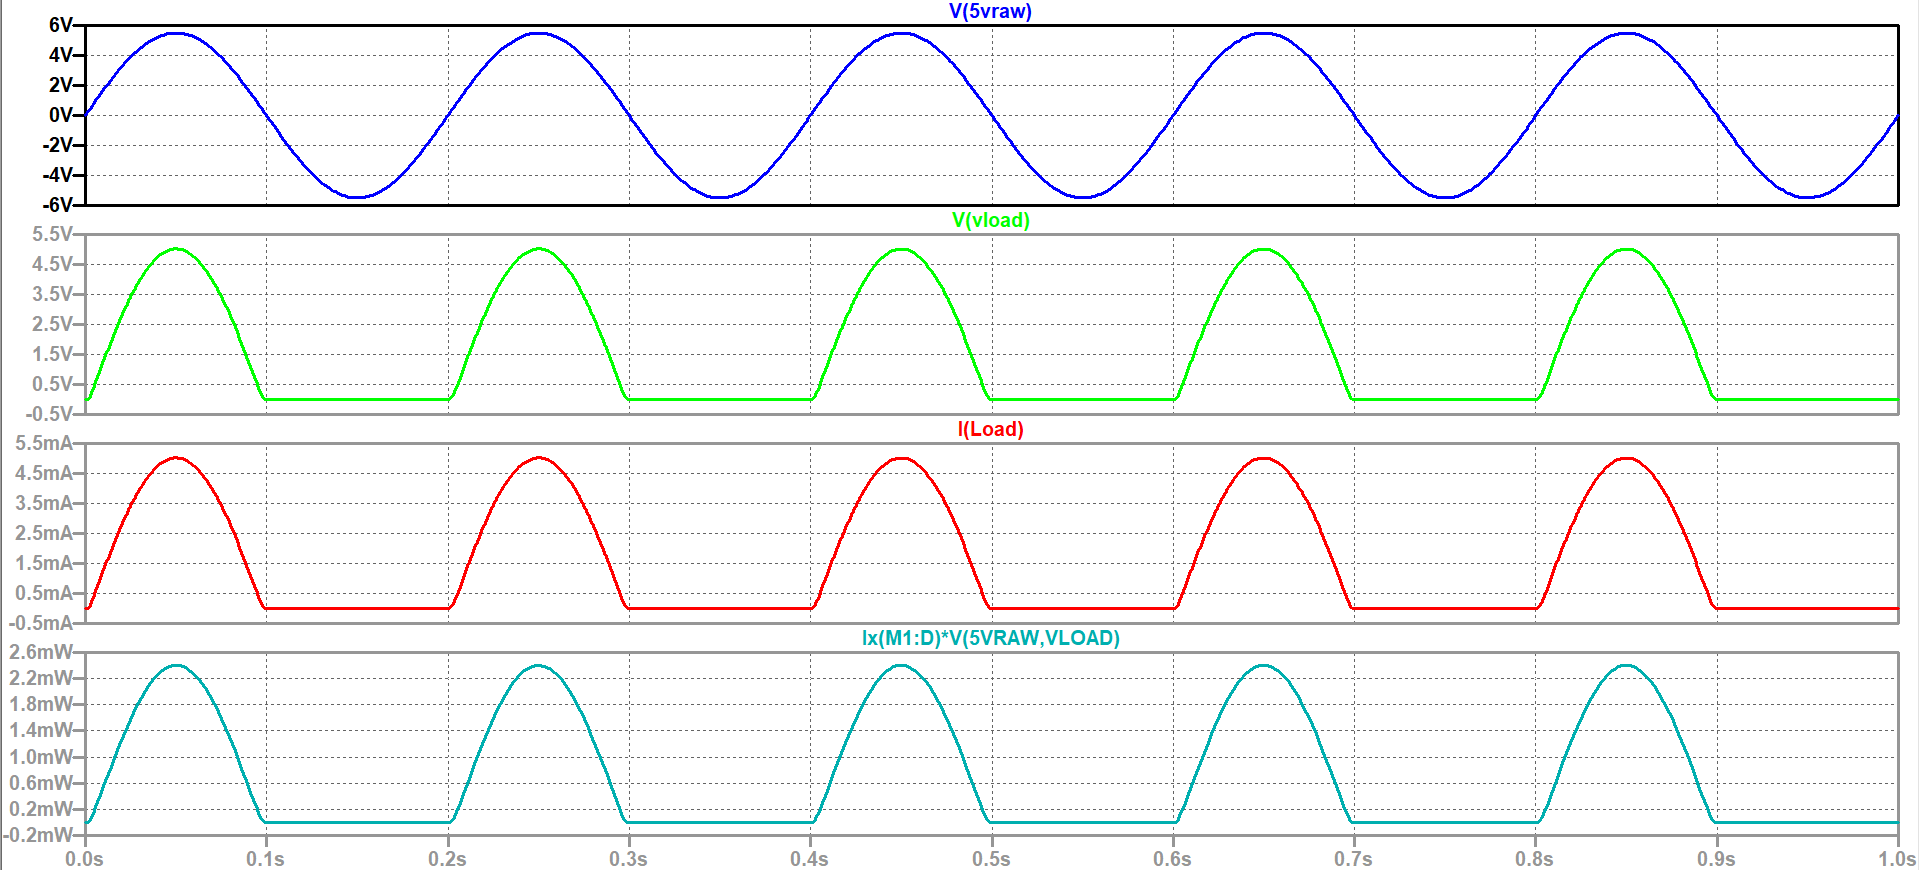 V(5vraw)
6V
4V
2V
0V
-2V
-4V
-6V
V(vload)
5.5V
4.5V
3.5V
2.5V
1.5V
0.5V
-0.5V
I(Load)
5.5mA
4.5mA
3.5mA
2.5mA
1.5mA
0.5mA
-0.5mA
Ix(M1:D)*V(5VRAW,VLOAD)
2.6mW
2.2mW
1.8mW
1.4mW
1.0mW
0.6mW
0.2mW
-0.2mW
0.0s 0.1s 0.2s 0.3s 0.4s 0.5s 0.6s 0.7s 0.8s 0.9s 1.0s